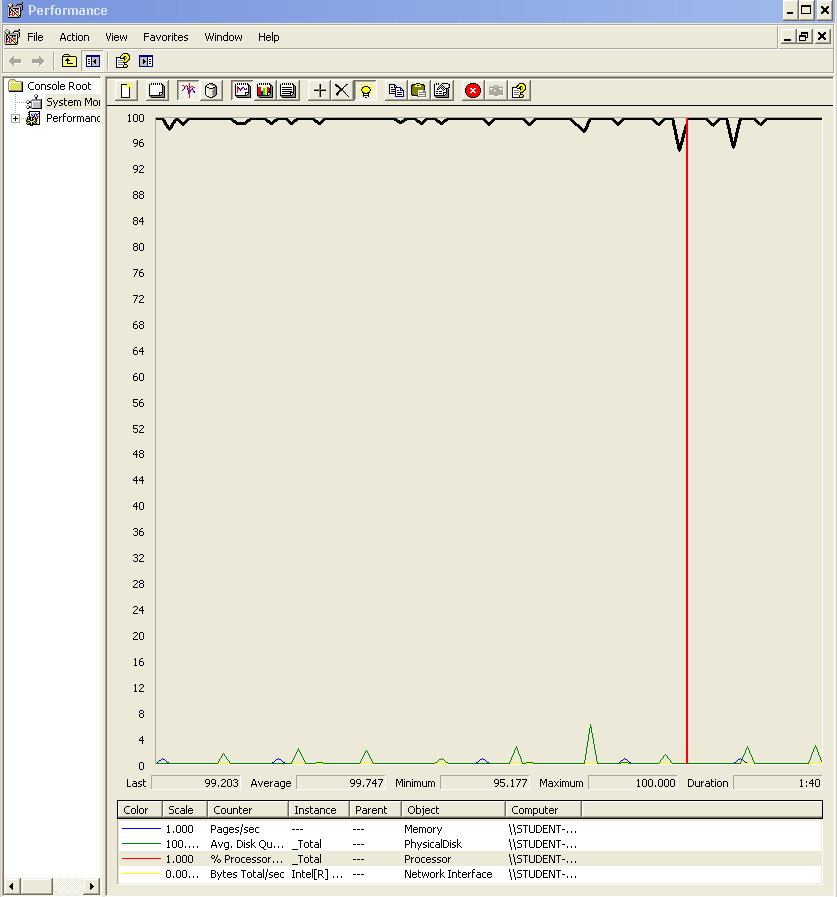 Performance
File Action View Favorites Window Help
Console Root
System Mo
Performanc
100
96
92
88
84
80
76
72
68
64
60
56
52
48
44
40
36
32
28
24
20
16
12
8
4
0
Last 99.203 Average 99.747 Minimum 95.177 Maximum 100.000 Duration 1:40
Color Scale Counter Instance Parent Object Computer
1.000 Pages/sec --- --- Memory \\STUDENT-...
100.... Avg. Disk Qu... _Total --- PhysicalDisk \\STUDENT-...
1.000 % Processor... _Total --- Processor \\STUDENT-...
0.00... Bytes Total/sec Intel[R] ... --- Network Interface \\STUDENT-...